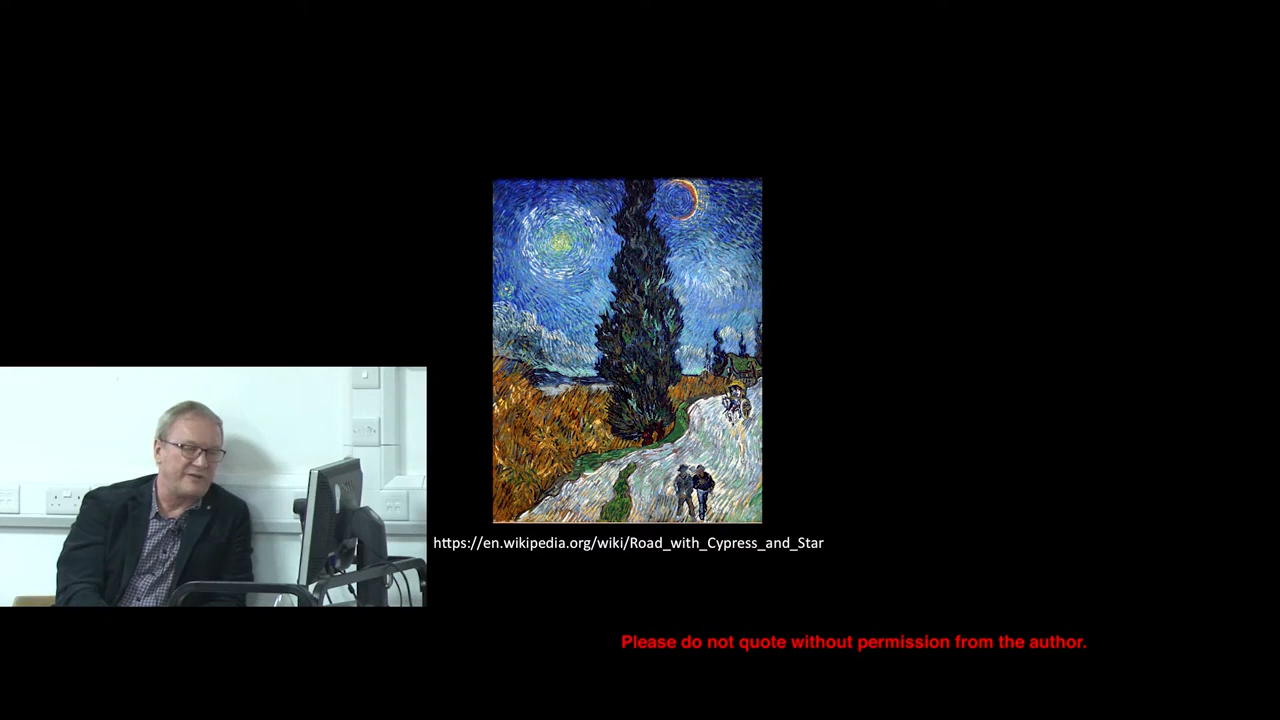 https://en.wikipedia.org/wiki/Road_with_Cypress_and_Star
Please do not quote without permission from the author.